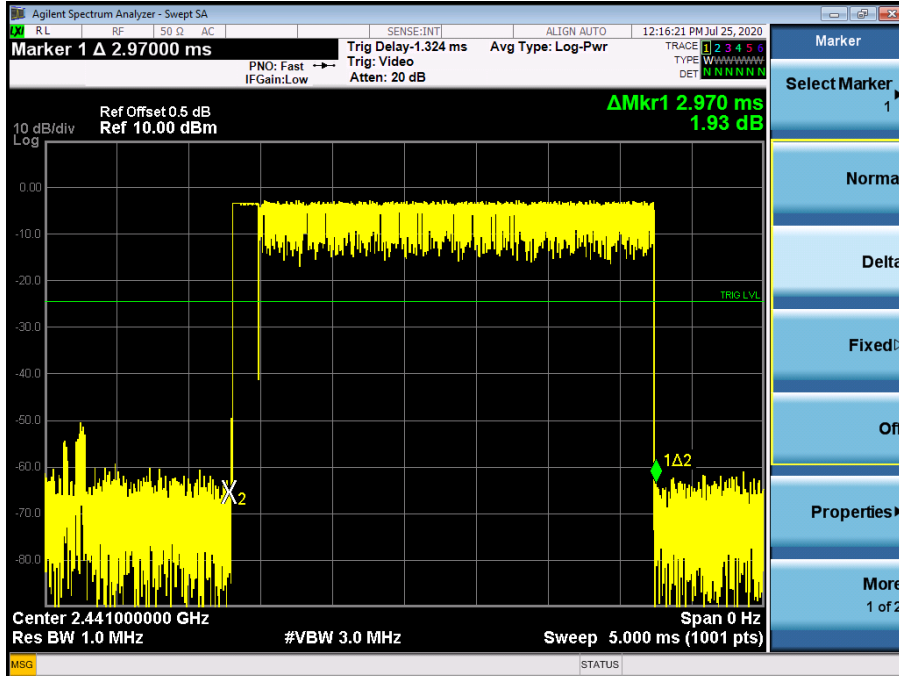 Agilent Spectrum Analyzer - Swept SA
LXI RL RF 50 Ω AC SENSE:INT ALIGN AUTO 12:16:21 PM Jul 25, 2020
Marker 1 Δ 2.97000 ms
PNO: Fast
IFGain:Low
Trig Delay-1.324 ms
Trig: Video
Atten: 20 dB
Avg Type: Log-Pwr
TRACE 1 2 3 4 5 6
TYPE WWWWWW
DET N N N N N N
ΔMkr1 2.970 ms
1.93 dB
Ref Offset 0.5 dB
10 dB/div Ref 10.00 dBm
Log
0.00
-10.0
-20.0
TRIG LVL
-30.0
-40.0
-50.0
-60.0
1Δ2
X2
-70.0
-80.0
Center 2.441000000 GHz Span 0 Hz
Res BW 1.0 MHz #VBW 3.0 MHz Sweep 5.000 ms (1001 pts)
MSG STATUS
Marker
Select Marker
1
Norma
Delta
Fixed
Off
Properties
More
1 of 2